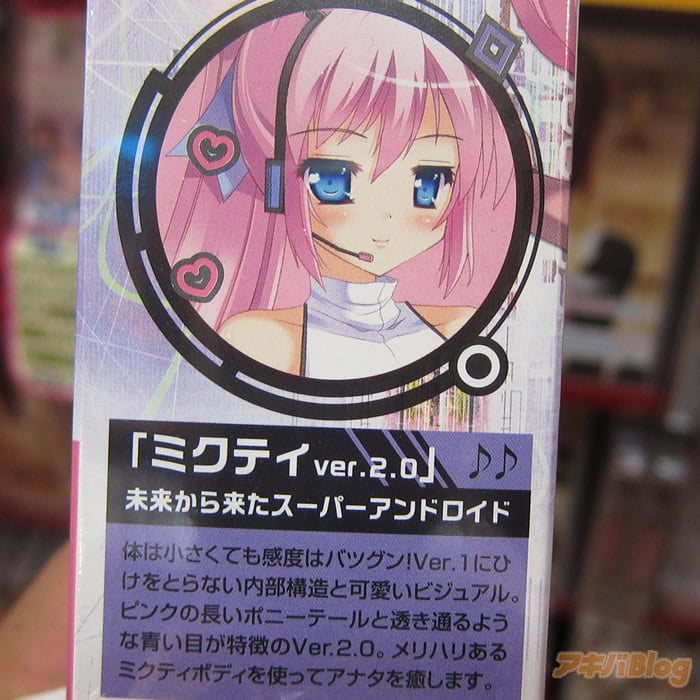 「ミクティver.2.0」♪♪
未来から来たスーパーアンドロイド
体は小さくても感度はバツグン!Ver.1にひ
けをとらない内部構造と可愛いビジュアル。
ピンクの長いポニーテールと透き通るよう
な青い目が特徴のVer.2.0。メリハリある
ミクティボディを使ってアナタを癒します。
アキバBlog